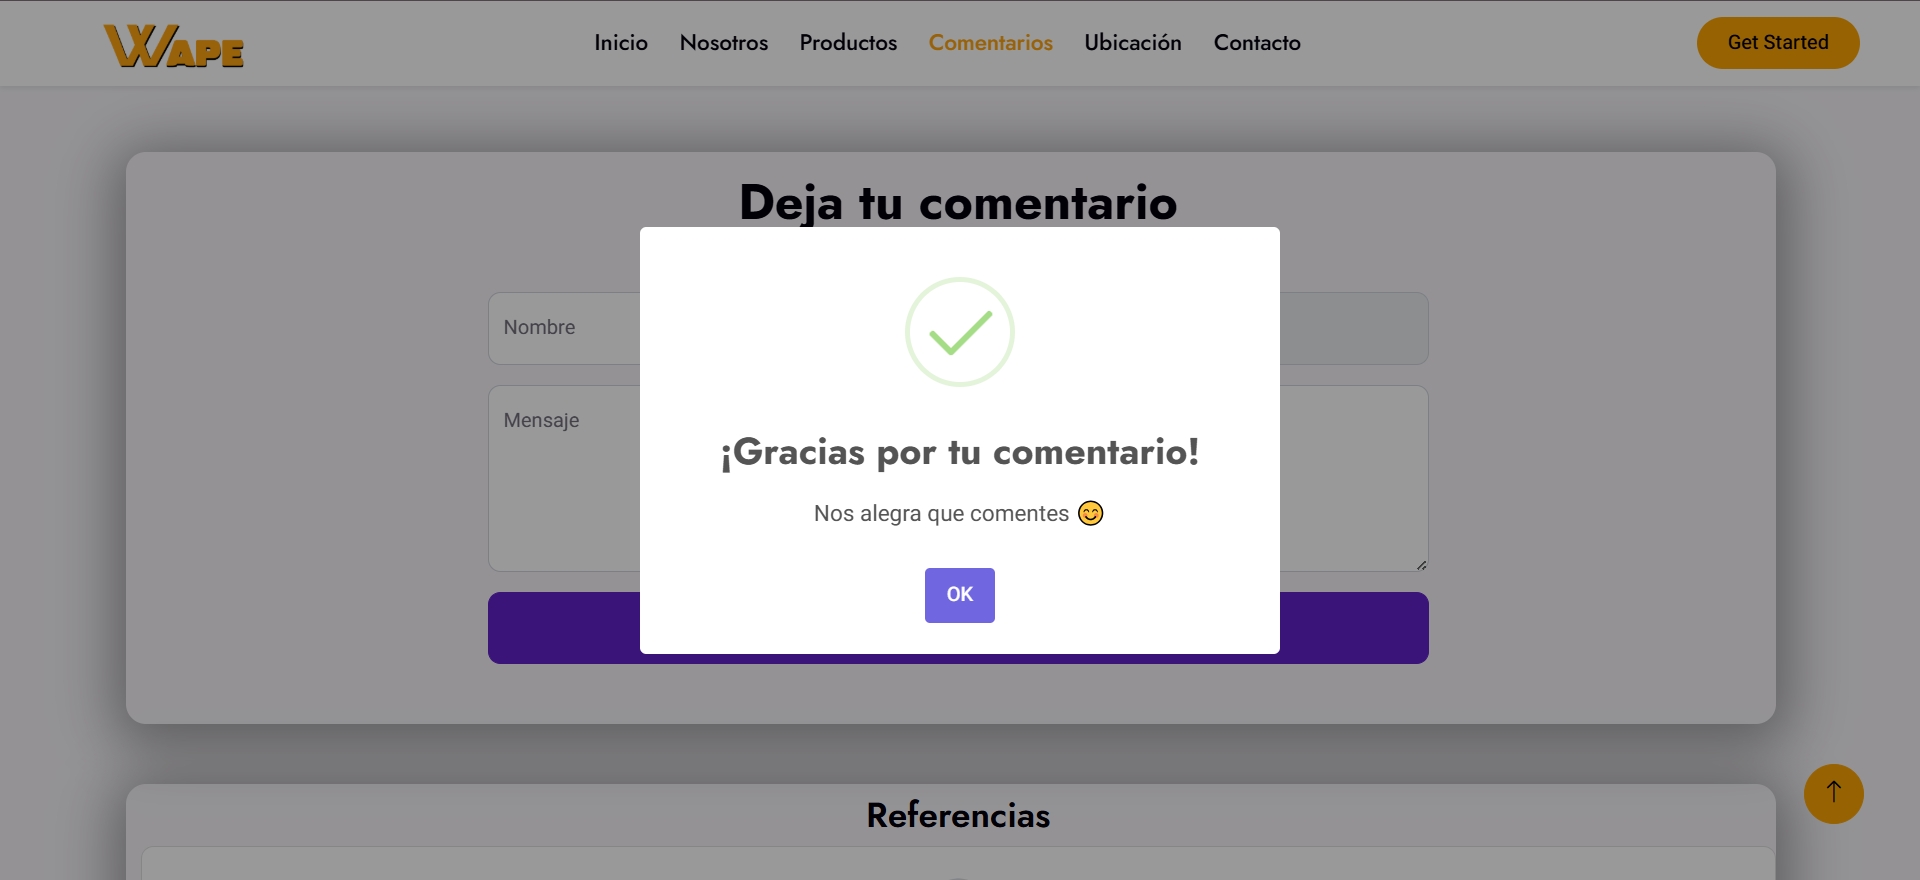 WAPE
Inicio Nosotros Productos Comentarios Ubicación Contacto
Get Started
Deja tu comentario
Nombre
Mensaje
¡Gracias por tu comentario!
Nos alegra que comentes 😊
OK
Referencias